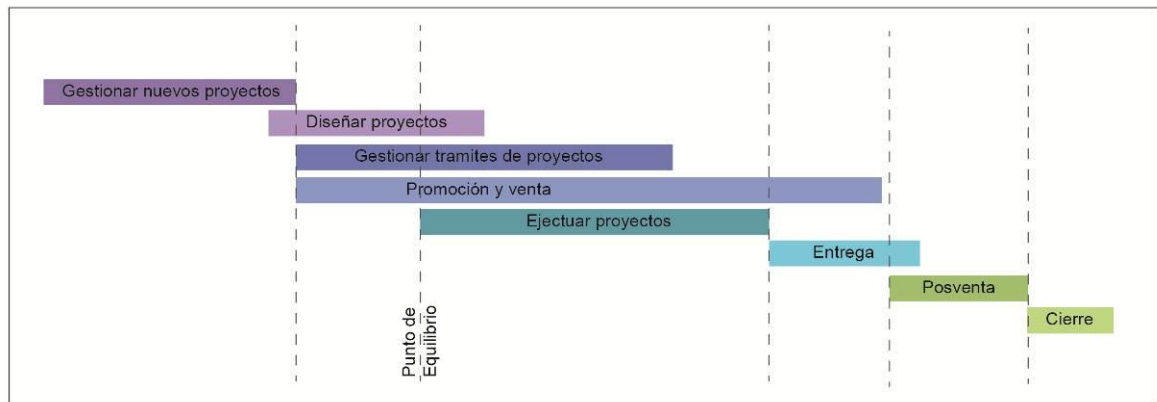 Gestionar nuevos proyectos
Diseñar proyectos
Gestionar tramites de proyectos
Promoción y venta
Ejectuar proyectos
Entrega
Posventa
Cierre
Punto de
Equilibrio